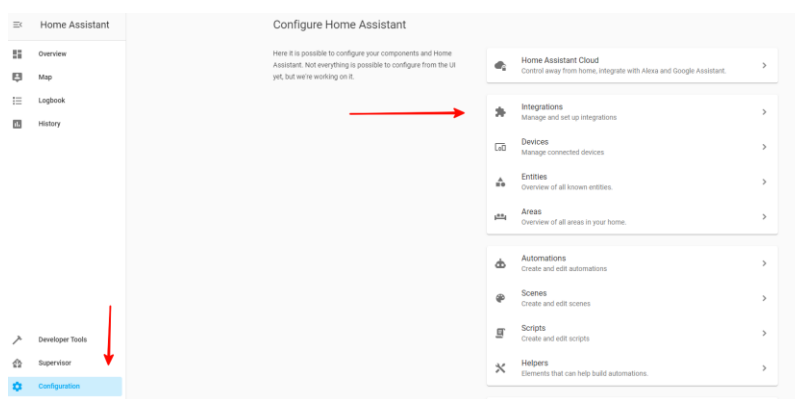 Home Assistant
Overview
Map
Logbook
History
Developer Tools
Supervisor
Configuration
Configure Home Assistant
Here it is possible to configure your components and Home
Assistant. Not everything is possible to configure from the UI
yet, but we're working on it.
Home Assistant Cloud
Control away from home, integrate with Alexa and Google Assistant.
Integrations
Manage and set up integrations
Devices
Manage connected devices
Entities
Overview of all known entities.
Areas
Overview of all areas in your home.
Automations
Create and edit automations
Scenes
Create and edit scenes
Scripts
Create and edit scripts
Helpers
Elements that can help build automations.